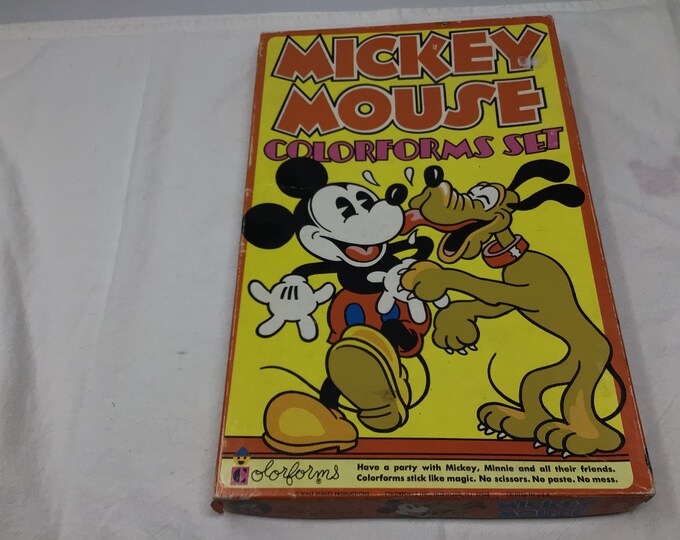 MICKEY
MOUSE
COLORFORMS SET
Colorforms®
Have a party with Mickey, Minnie and all their friends.
Colorforms stick like magic. No scissors. No paste. No mess.